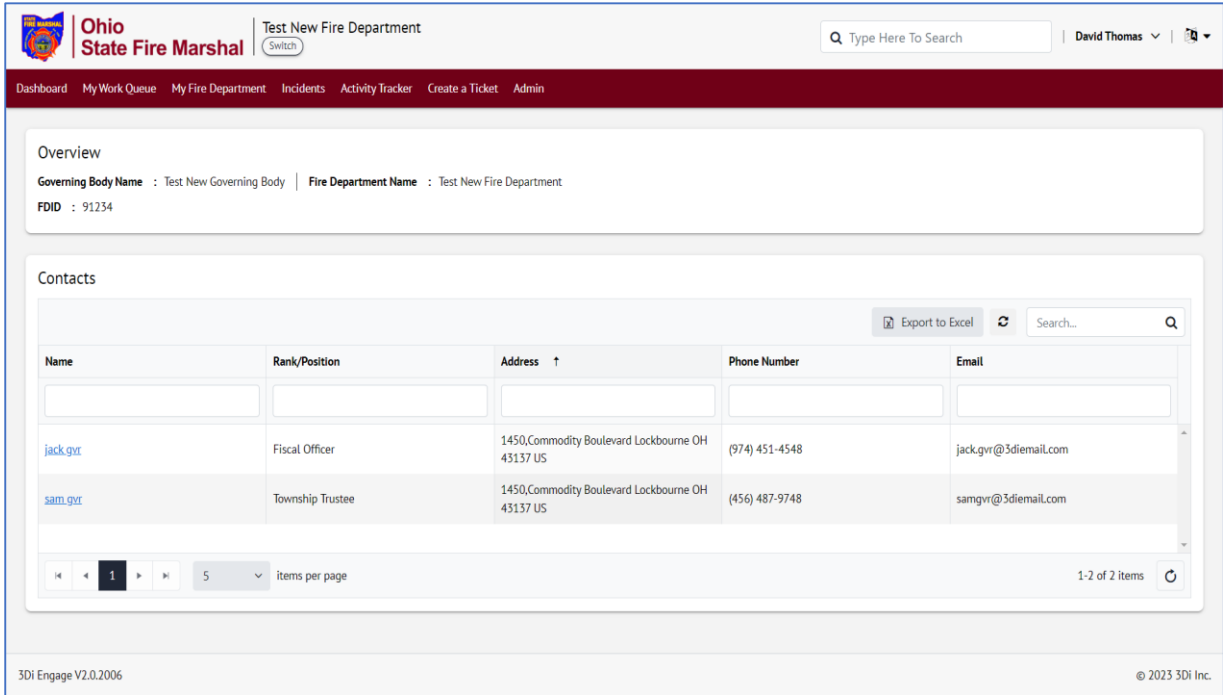 STATE
FIRE MARSHAL
Ohio
State Fire Marshal
Test New Fire Department
Switch
Type Here To Search
David Thomas
Dashboard My Work Queue My Fire Department Incidents Activity Tracker Create a Ticket Admin
Overview
Governing Body Name : Test New Governing Body | Fire Department Name : Test New Fire Department
FDID : 91234
Contacts
Export to Excel
Search...
Name Rank/Position Address ↑ Phone Number Email
jack gvr Fiscal Officer 1450,Commodity Boulevard Lockbourne OH (974) 451-4548 jack.gvr@3diemail.com
43137 US
sam gvr Township Trustee 1450,Commodity Boulevard Lockbourne OH (456) 487-9748 samgvr@3diemail.com
43137 US
1 5 items per page 1-2 of 2 items
3Di Engage V2.0.2006 © 2023 3Di Inc.